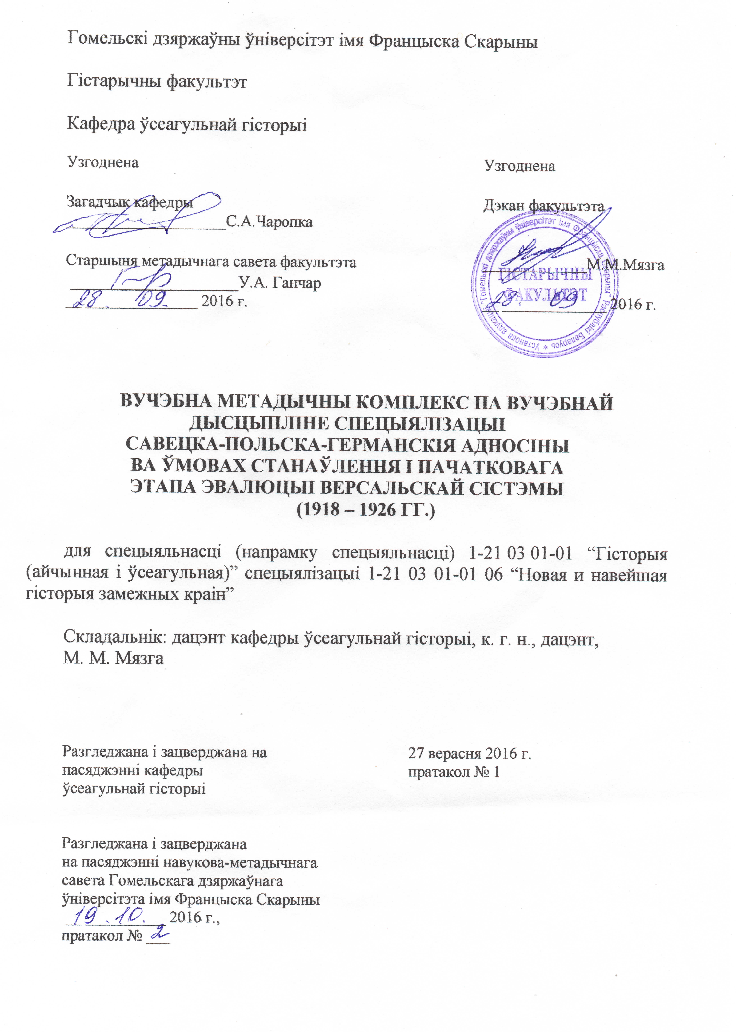 Гомельскі дзяржаўны ўніверсітэт імя Францыска Скарыны
Гістарычны факультэт
Кафедра ўсеагульнай гісторыі
Узгоднена
Загадчык кафедры
С.А.Чаропка
Старшыня метадычнага савета факультэта
У.А. Ганчар
28. 09. 2016 г.
Узгоднена
Дэкан факультэта
М.М.Мязга
28 09 2016 г.
ГІСТАРЫЧНЫ
ФАКУЛЬТЭТ
ВУЧЭБНА МЕТАДЫЧНЫ КОМПЛЕКС ПА ВУЧЭБНАЙ
ДЫСЦЫПЛІНЕ СПЕЦЫЯЛІЗАЦЫІ
САВЕЦКА-ПОЛЬСКА-ГЕРМАНСКІЯ АДНОСІНЫ
ВА ЎМОВАХ СТАНАЎЛЕННЯ І ПАЧАТКОВАГА
ЭТАПА ЭВАЛЮЦЫІ ВЕРСАЛЬСКАЙ СІСТЭМЫ
(1918 – 1926 ГГ.)
для спецыяльнасці (напрамку спецыяльнасці) 1-21 03 01-01 “Гісторыя
(айчынная і ўсеагульная)” спецыялізацыі 1-21 03 01-01 06 “Новая и навейшая
гісторыя замежных краін”
Складальнік: дацэнт кафедры ўсеагульнай гісторыі, к. г. н., дацэнт,
М. М. Мязга
Разгледжана і зацверджана на
пасяджэнні кафедры
ўсеагульнай гісторыі
27 верасня 2016 г.
пратакол № 1
Разгледжана і зацверджана
на пасяджэнні навукова-метадычнага
савета Гомельскага дзяржаўнага
ўніверсітэта імя Францыска Скарыны
19.10. 2016 г.,
пратакол № 2